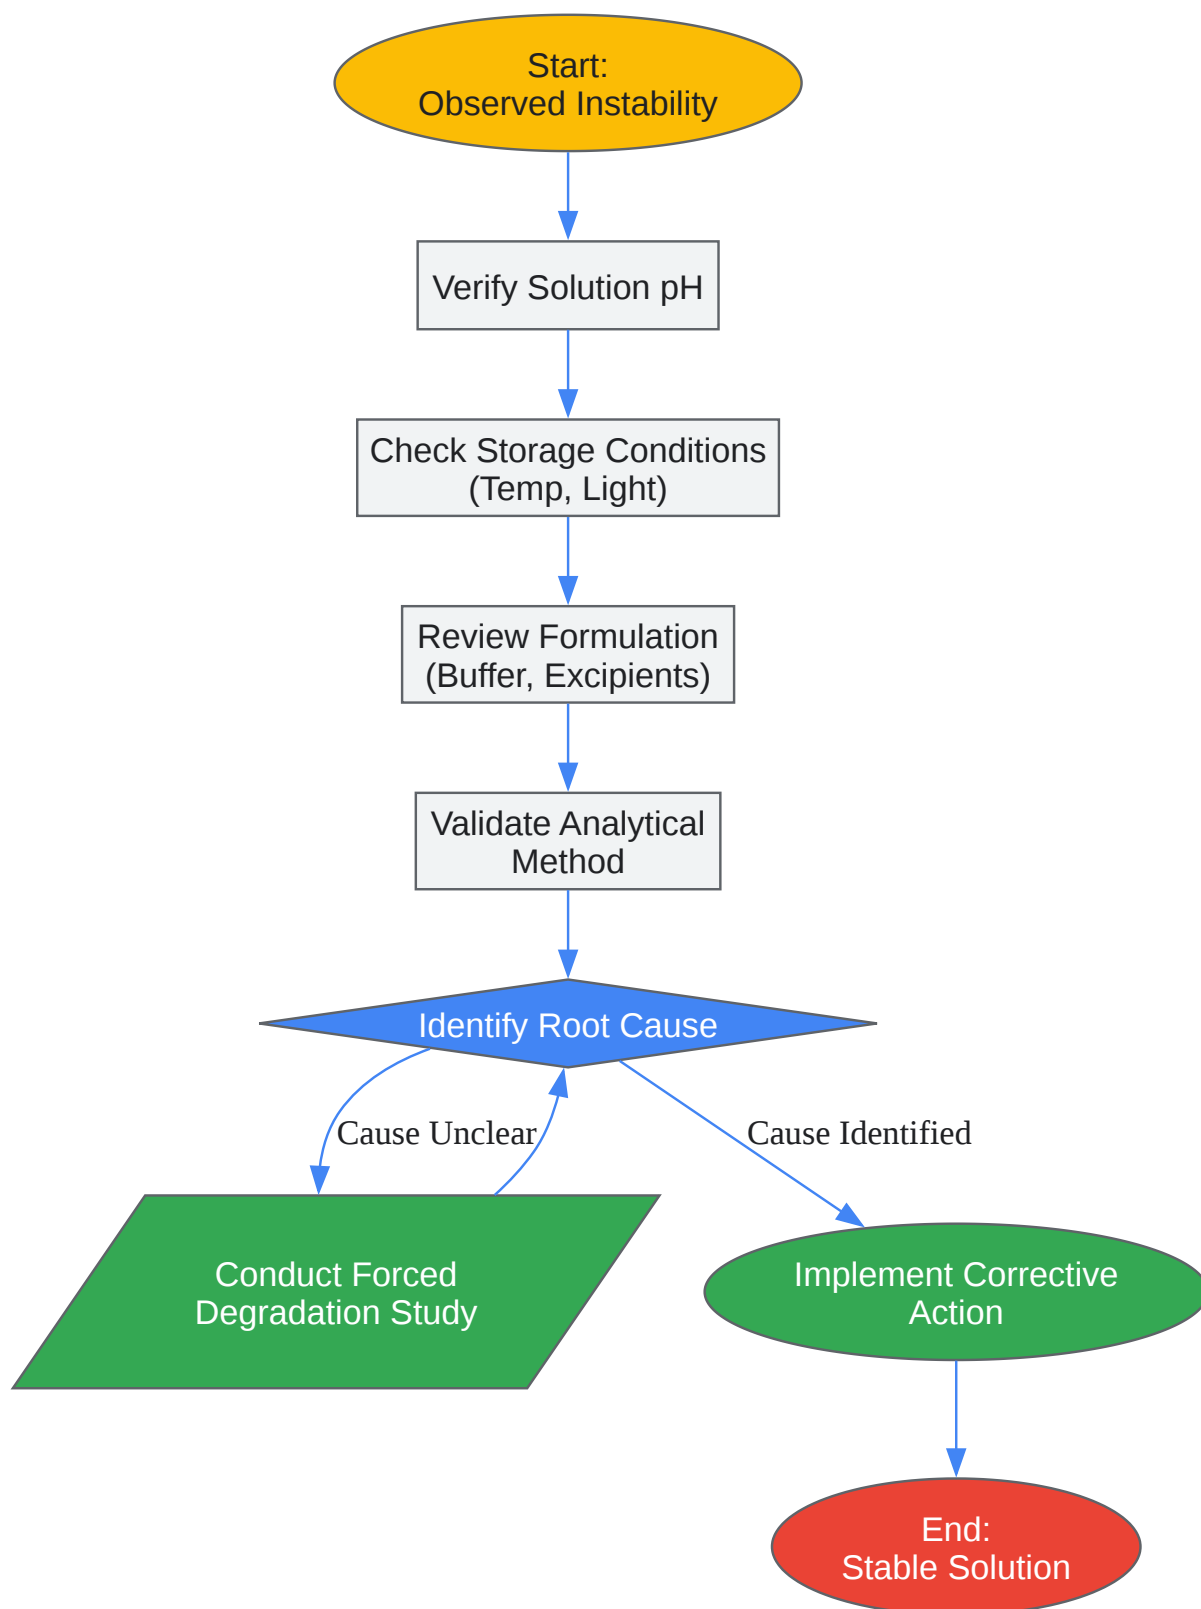 Start:
Observed Instability
Verify Solution pH
Check Storage Conditions
(Temp, Light)
Review Formulation
(Buffer, Excipients)
Validate Analytical
Method
Identify Root Cause
Cause Unclear
Cause Identified
Conduct Forced
Degradation Study
Implement Corrective
Action
End:
Stable Solution